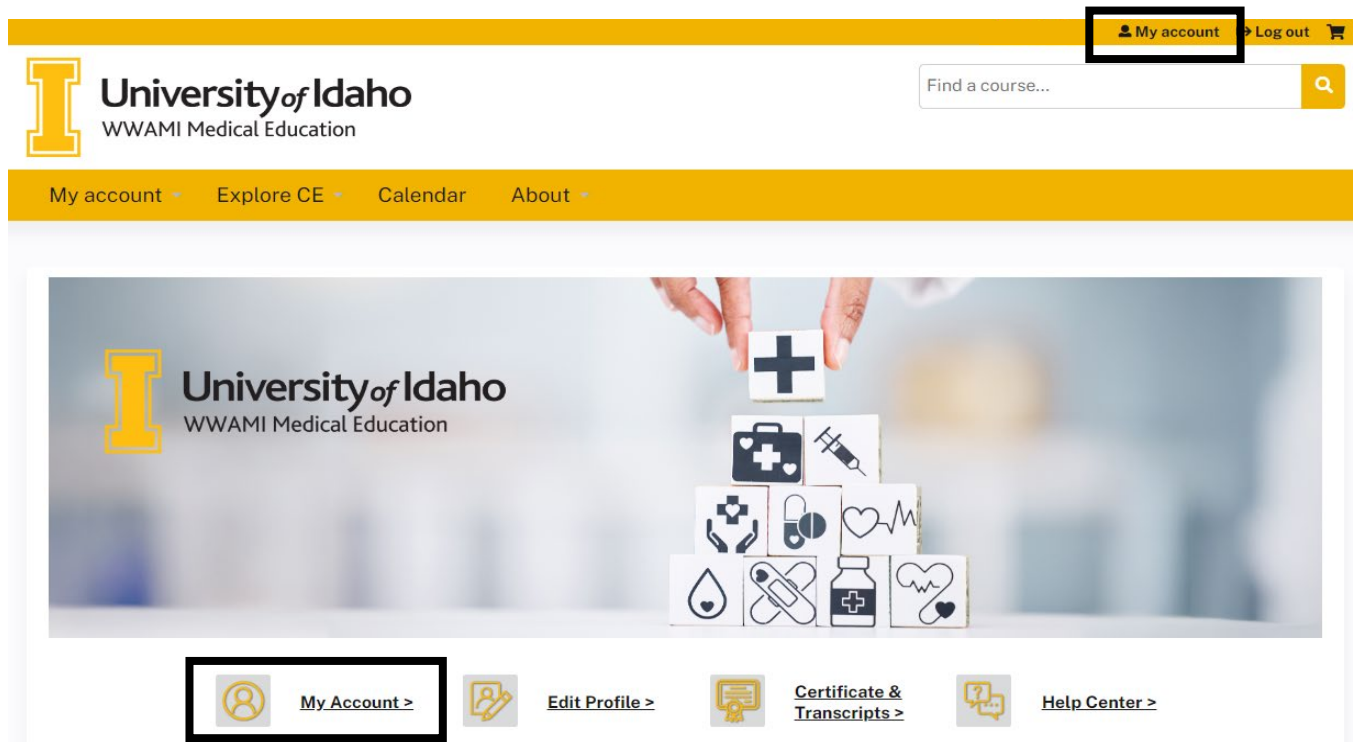 My account Log out
University of Idaho
WWAMI Medical Education
Find a course...
My account Explore CE Calendar About
University of Idaho
WWAMI Medical Education
My Account > Edit Profile > Certificate & Transcripts > Help Center >